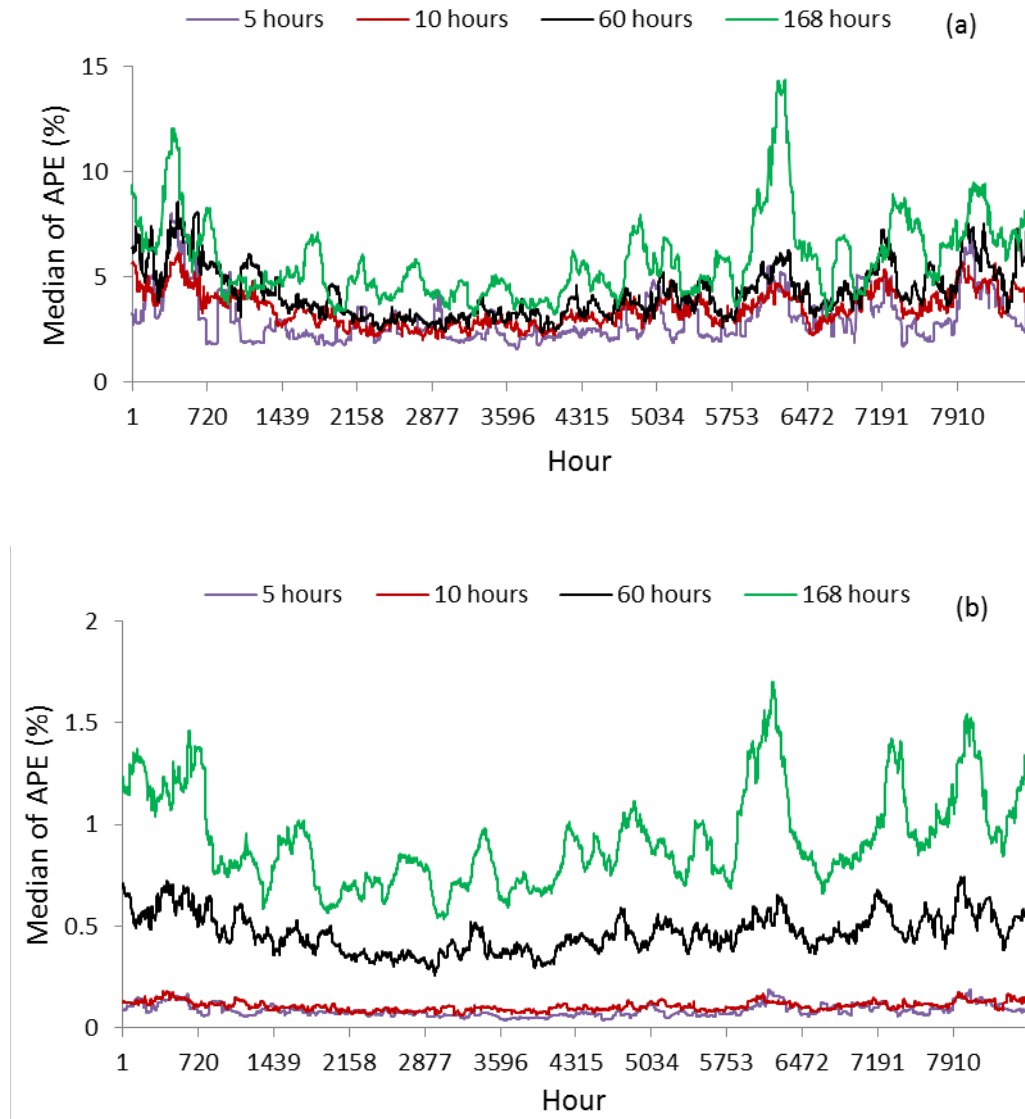 5 hours 10 hours 60 hours 168 hours (a)
15
10
5
0
Median of APE (%)
1 720 1439 2158 2877 3596 4315 5034 5753 6472 7191 7910
Hour
5 hours 10 hours 60 hours 168 hours (b)
2
1.5
1
0.5
0
Median of APE (%)
1 720 1439 2158 2877 3596 4315 5034 5753 6472 7191 7910
Hour